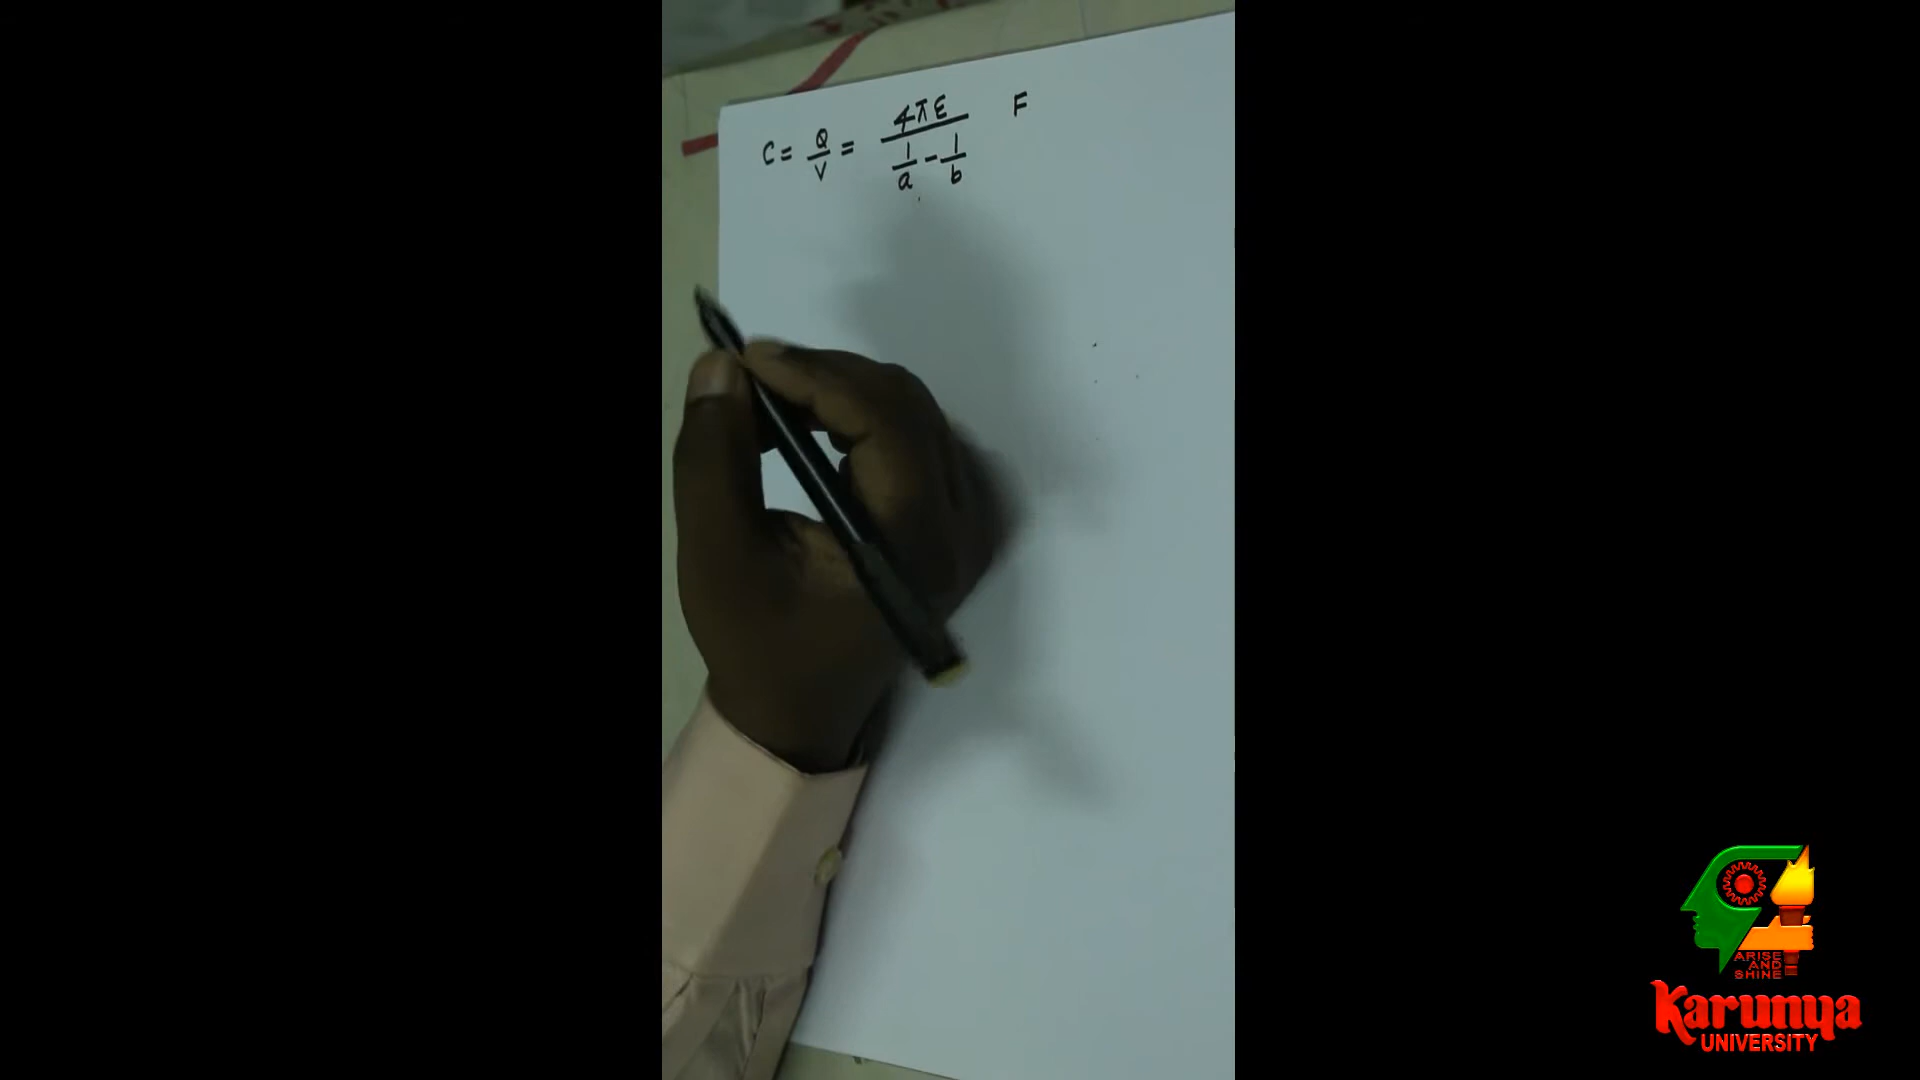 C = Q/V = 4πε / (1/a - 1/b) F
ARISE
AND
SHINE
Karunya
UNIVERSITY